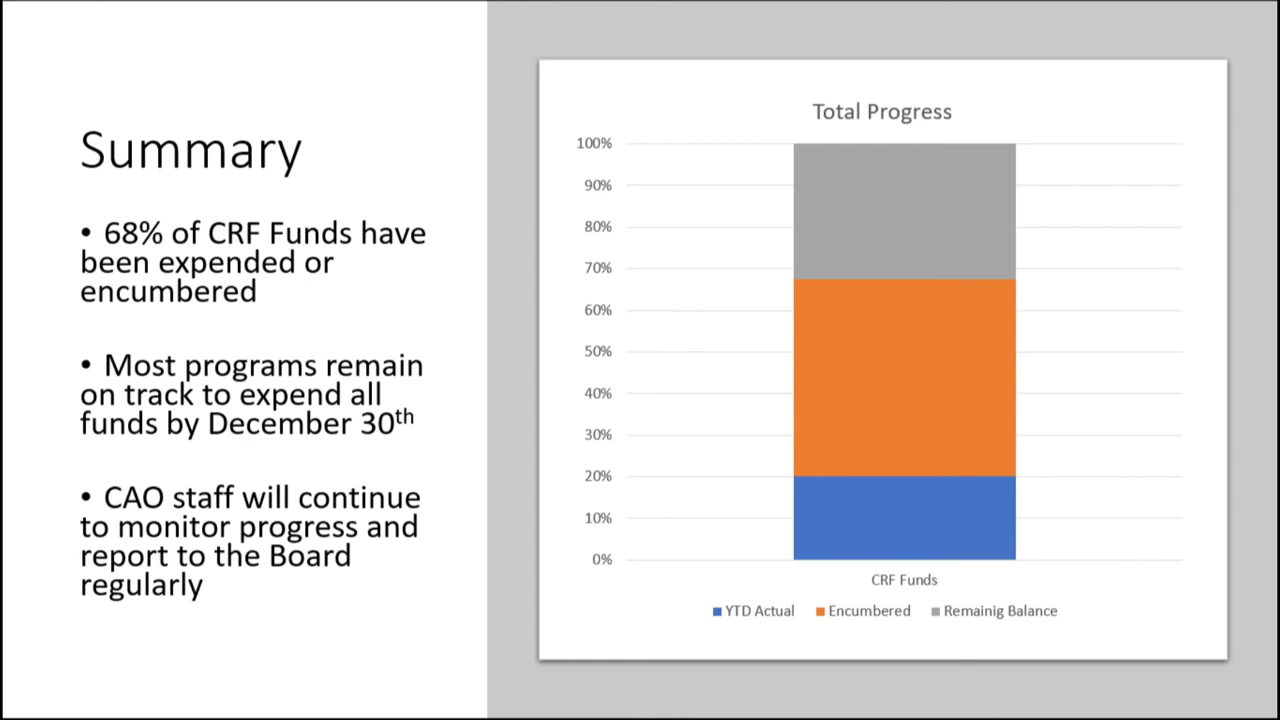 Summary
• 68% of CRF Funds have
been expended or
encumbered
• Most programs remain
on track to expend all
funds by December 30th
• CAO staff will continue
to monitor progress and
report to the Board
regularly
Total Progress
100%
90%
80%
70%
60%
50%
40%
30%
20%
10%
0%
CRF Funds
YTD Actual Encumbered Remainig Balance